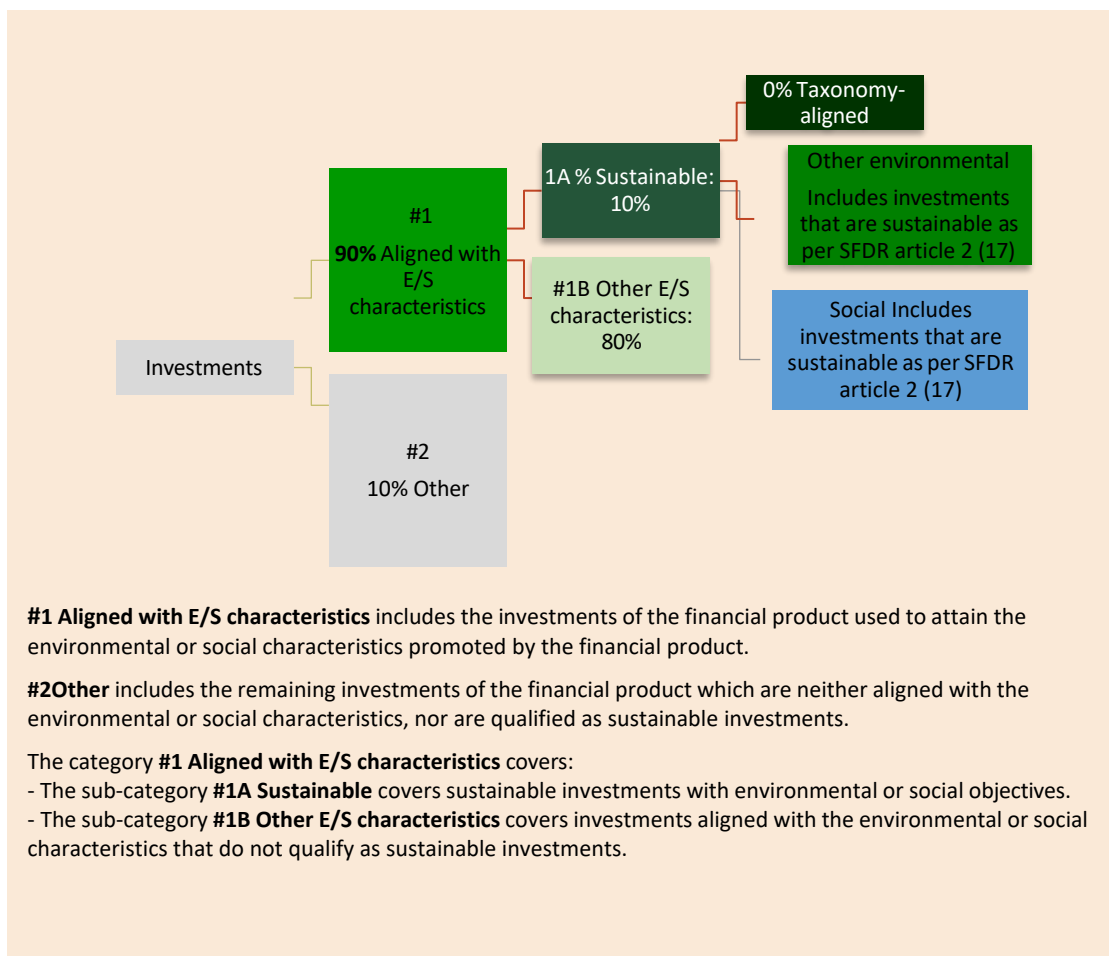 0% Taxonomy-
aligned
Other environmental
Includes investments
that are sustainable as
per SFDR article 2 (17)
1A % Sustainable:
10%
#1
90% Aligned with
E/S
characteristics
#1B Other E/S
characteristics:
80%
Social Includes
investments that are
sustainable as per SFDR
article 2 (17)
Investments
#2
10% Other
#1 Aligned with E/S characteristics includes the investments of the financial product used to attain the
environmental or social characteristics promoted by the financial product.
#2Other includes the remaining investments of the financial product which are neither aligned with the
environmental or social characteristics, nor are qualified as sustainable investments.
The category #1 Aligned with E/S characteristics covers:
- The sub-category #1A Sustainable covers sustainable investments with environmental or social objectives.
- The sub-category #1B Other E/S characteristics covers investments aligned with the environmental or social
characteristics that do not qualify as sustainable investments.